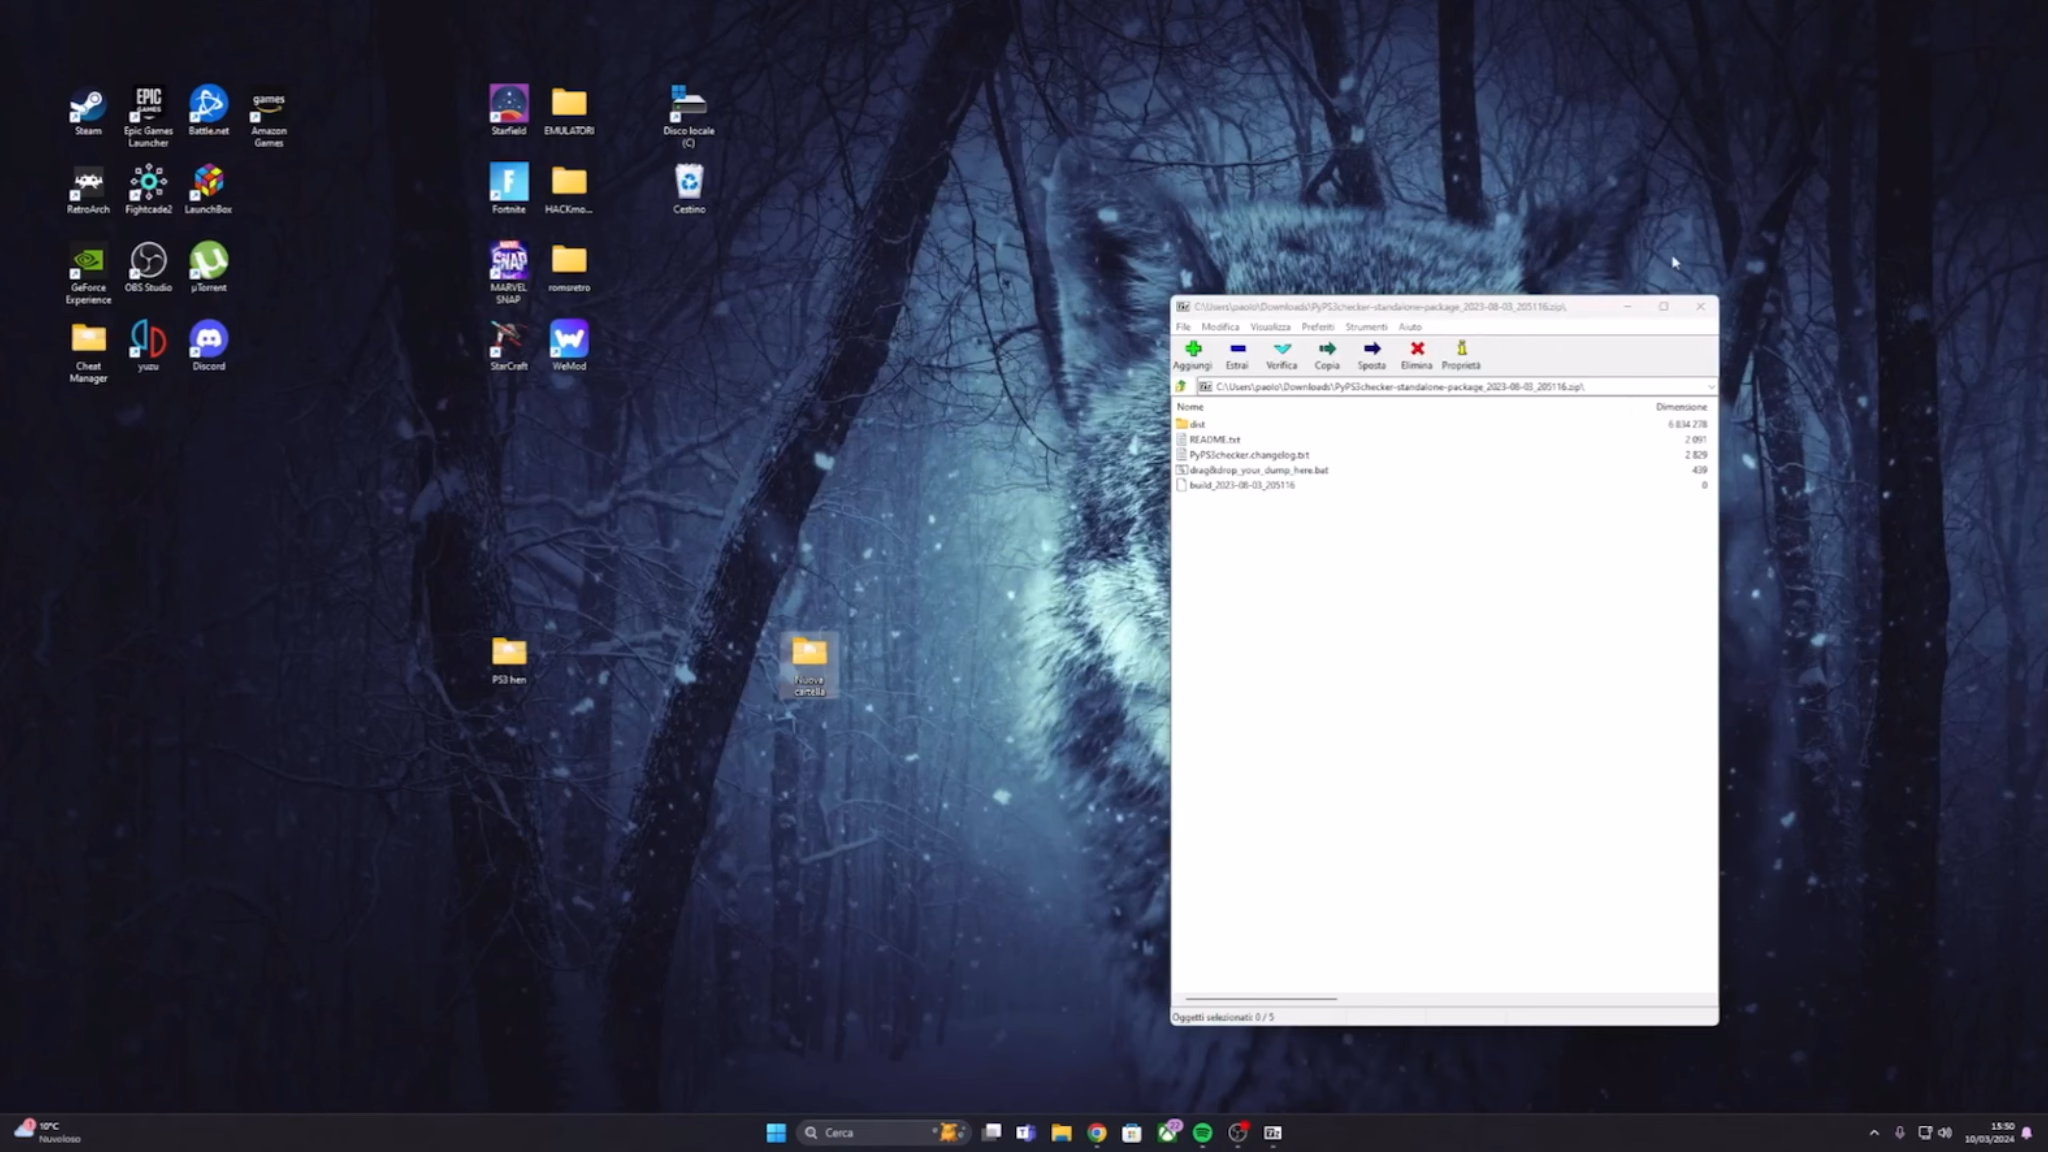 Steam
Epic Games
Launcher
Battle.net
Amazon
Games
Starfield
EMULATORI
Disco locale
(C)
RetroArch
Fightcade2
LaunchBox
Fortnite
HACKmo...
Cestino
GeForce
Experience
OBS Studio
µTorrent
MARVEL
SNAP
romsretro
Cheat
Manager
yuzu
Discord
StarCraft
WeMod
PS3 hen
Nuova
cartella
C:\Users\paolo\Downloads\PyPS3checker-standalone-package_2023-08-03_205116.zip\
File Modifica Visualizza Preferiti Strumenti Aiuto
Aggiungi Estrai Verifica Copia Sposta Elimina Proprietà
C:\Users\paolo\Downloads\PyPS3checker-standalone-package_2023-08-03_205116.zip\
Nome Dimensione
dist 6 834 278
README.txt 2 091
PyPS3checker.changelog.txt 2 829
drag&drop_your_dump_here.bat 439
build_2023-08-03_205116 0
Oggetti selezionati: 0 / 5
10°C
Nuvoloso
Cerca
22
15:50
10/03/2024